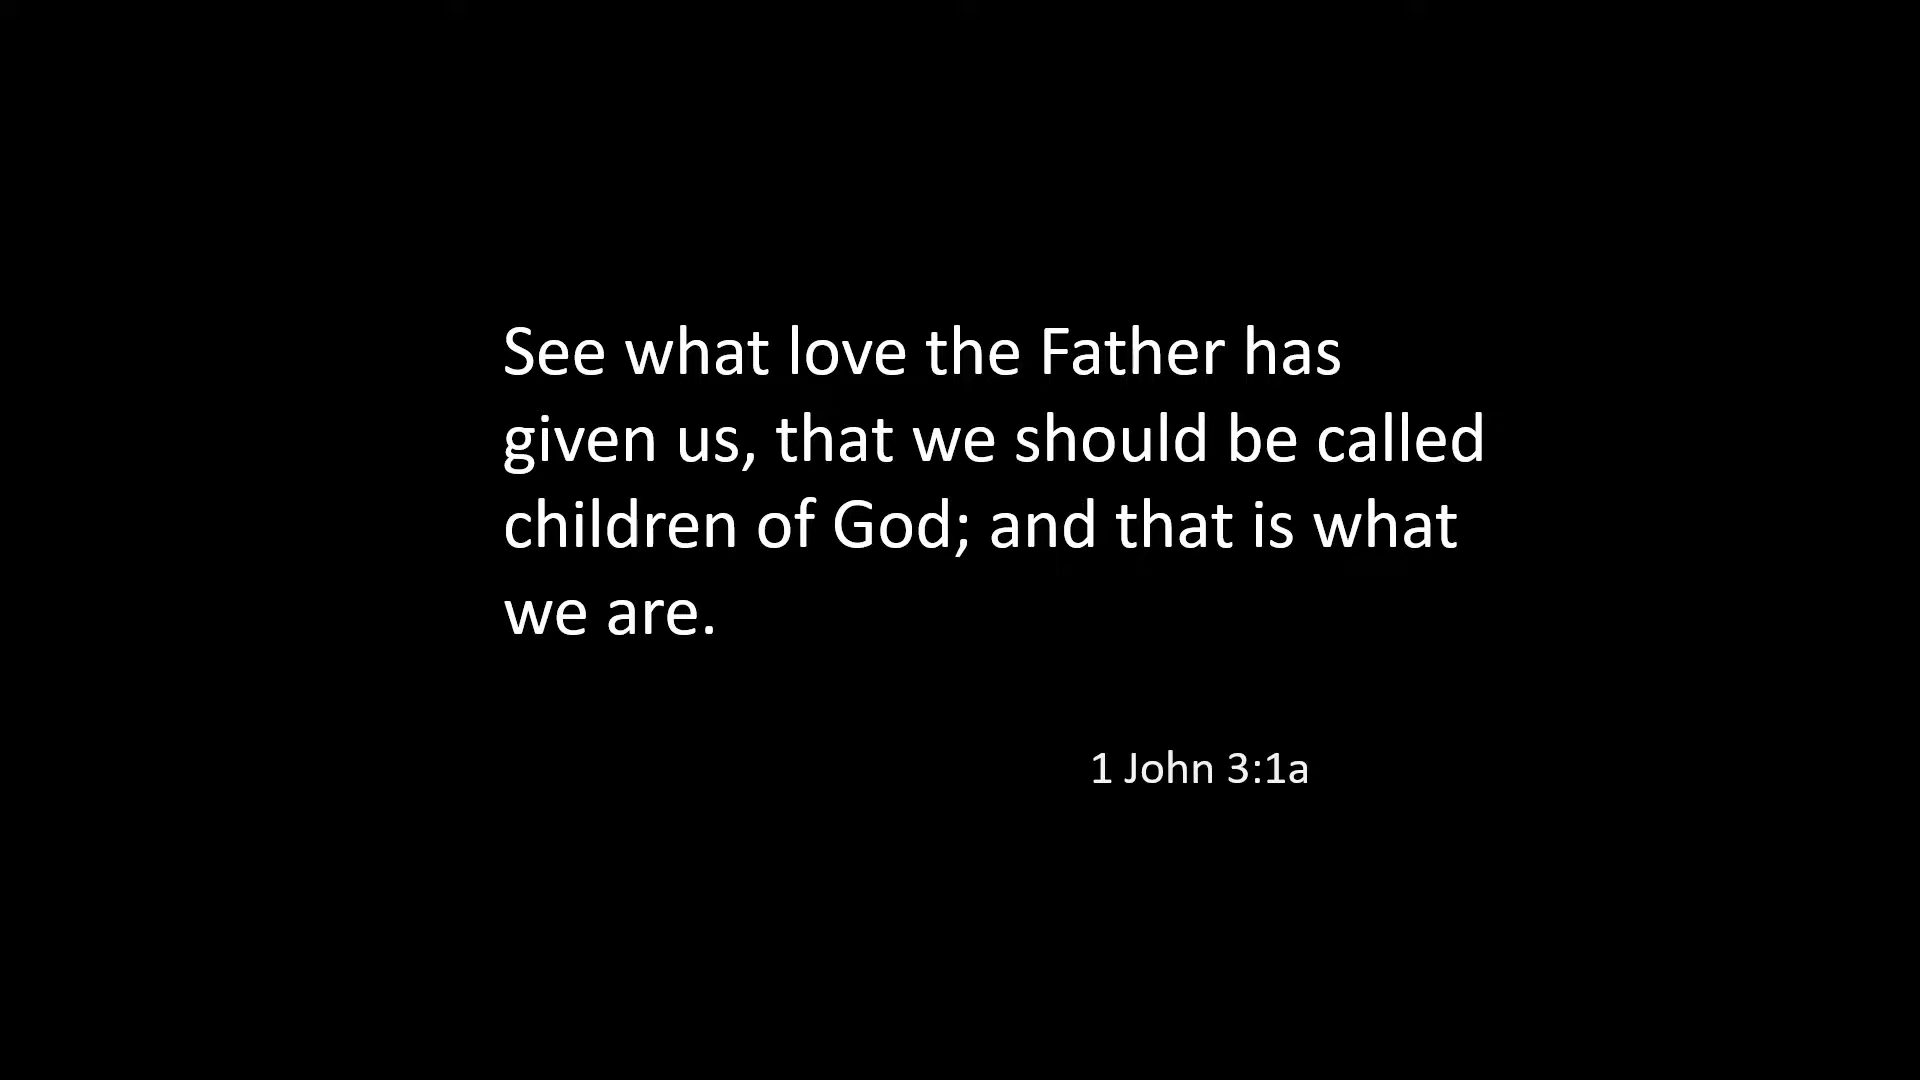 See what love the Father has
given us, that we should be called
children of God; and that is what
we are.
1 John 3:1a